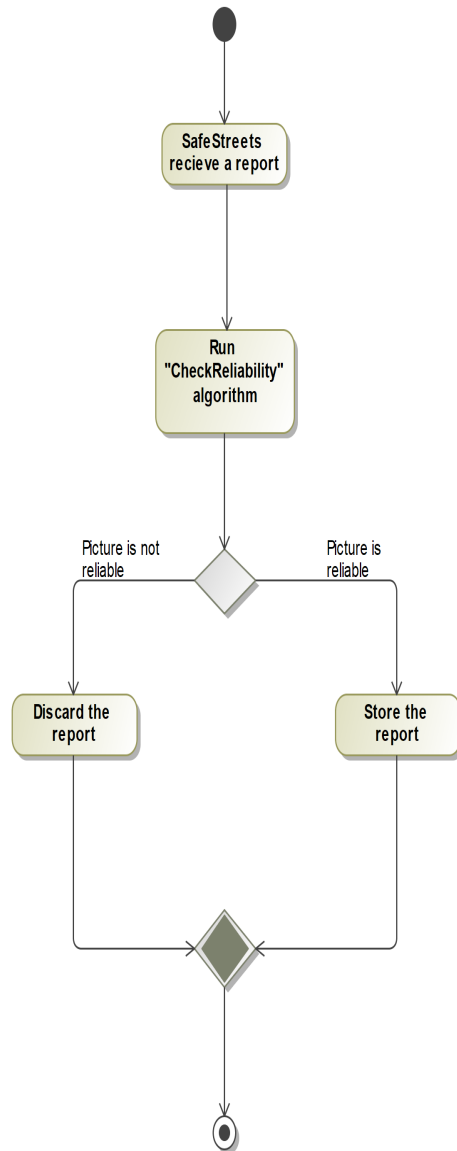 SafeStreets
recieve a report
Run
"CheckReliability"
algorithm
Picture is not
reliable
Picture is
reliable
Discard the
report
Store the
report